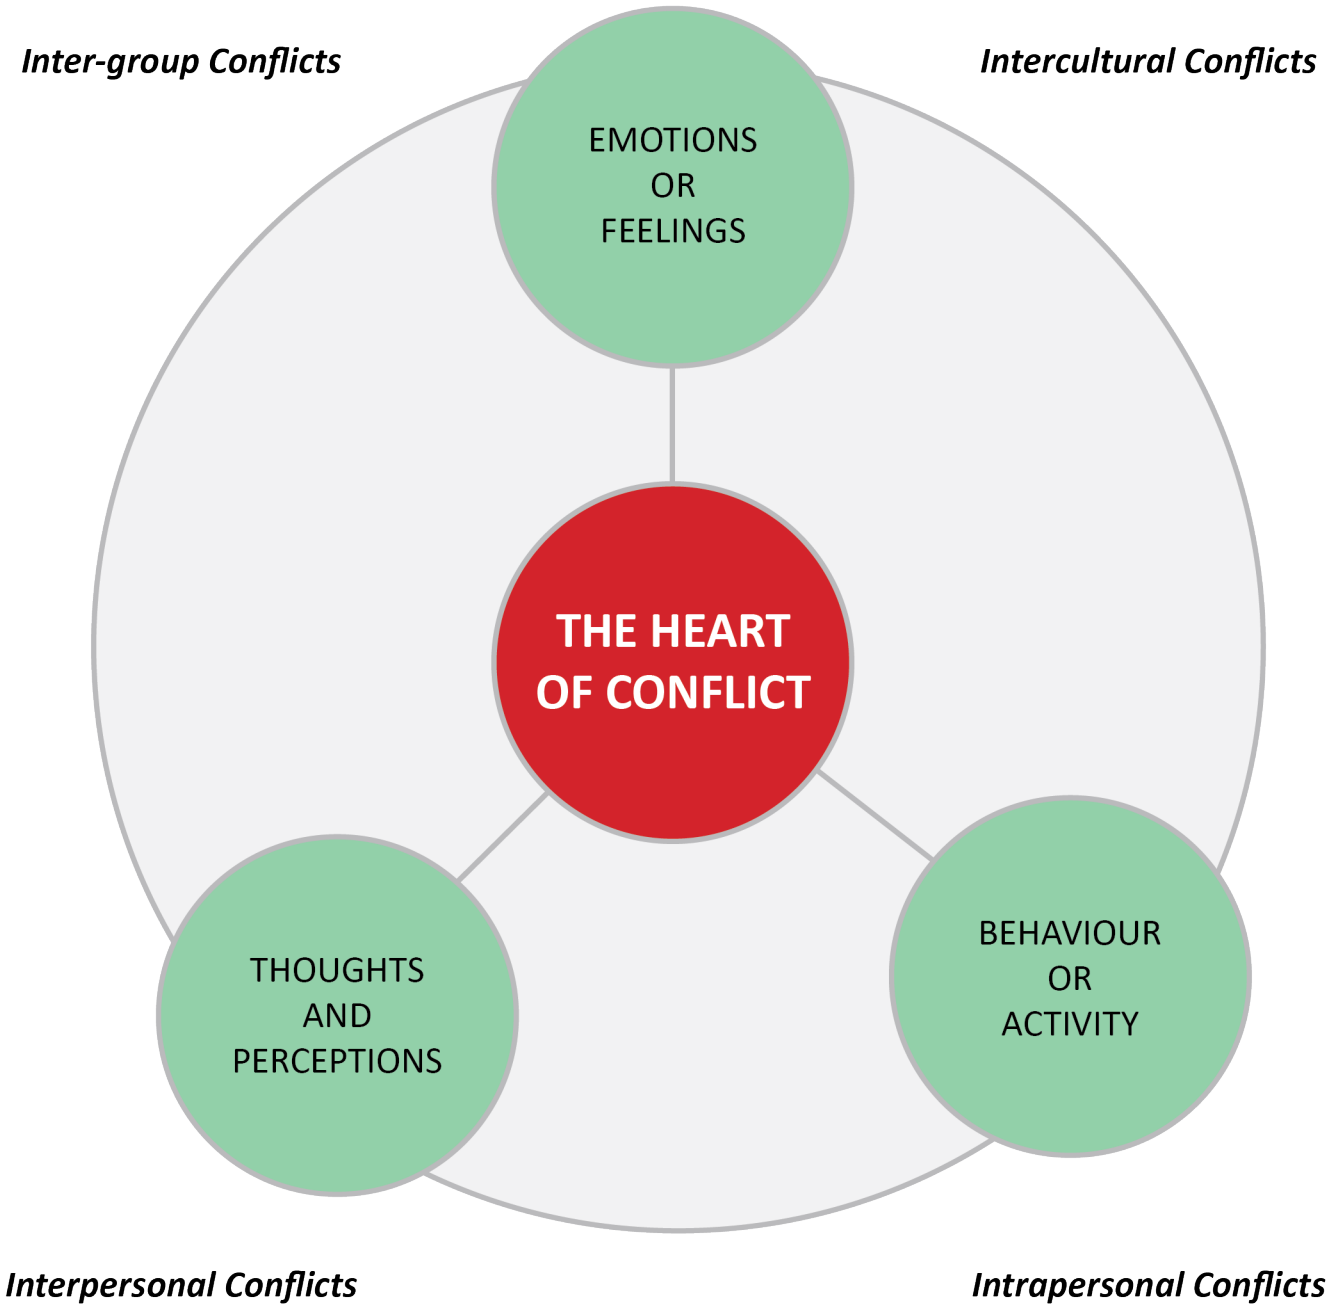 Inter-group Conflicts
Intercultural Conflicts
EMOTIONS
OR
FEELINGS
THE HEART
OF CONFLICT
THOUGHTS
AND
PERCEPTIONS
BEHAVIOUR
OR
ACTIVITY
Interpersonal Conflicts
Intrapersonal Conflicts